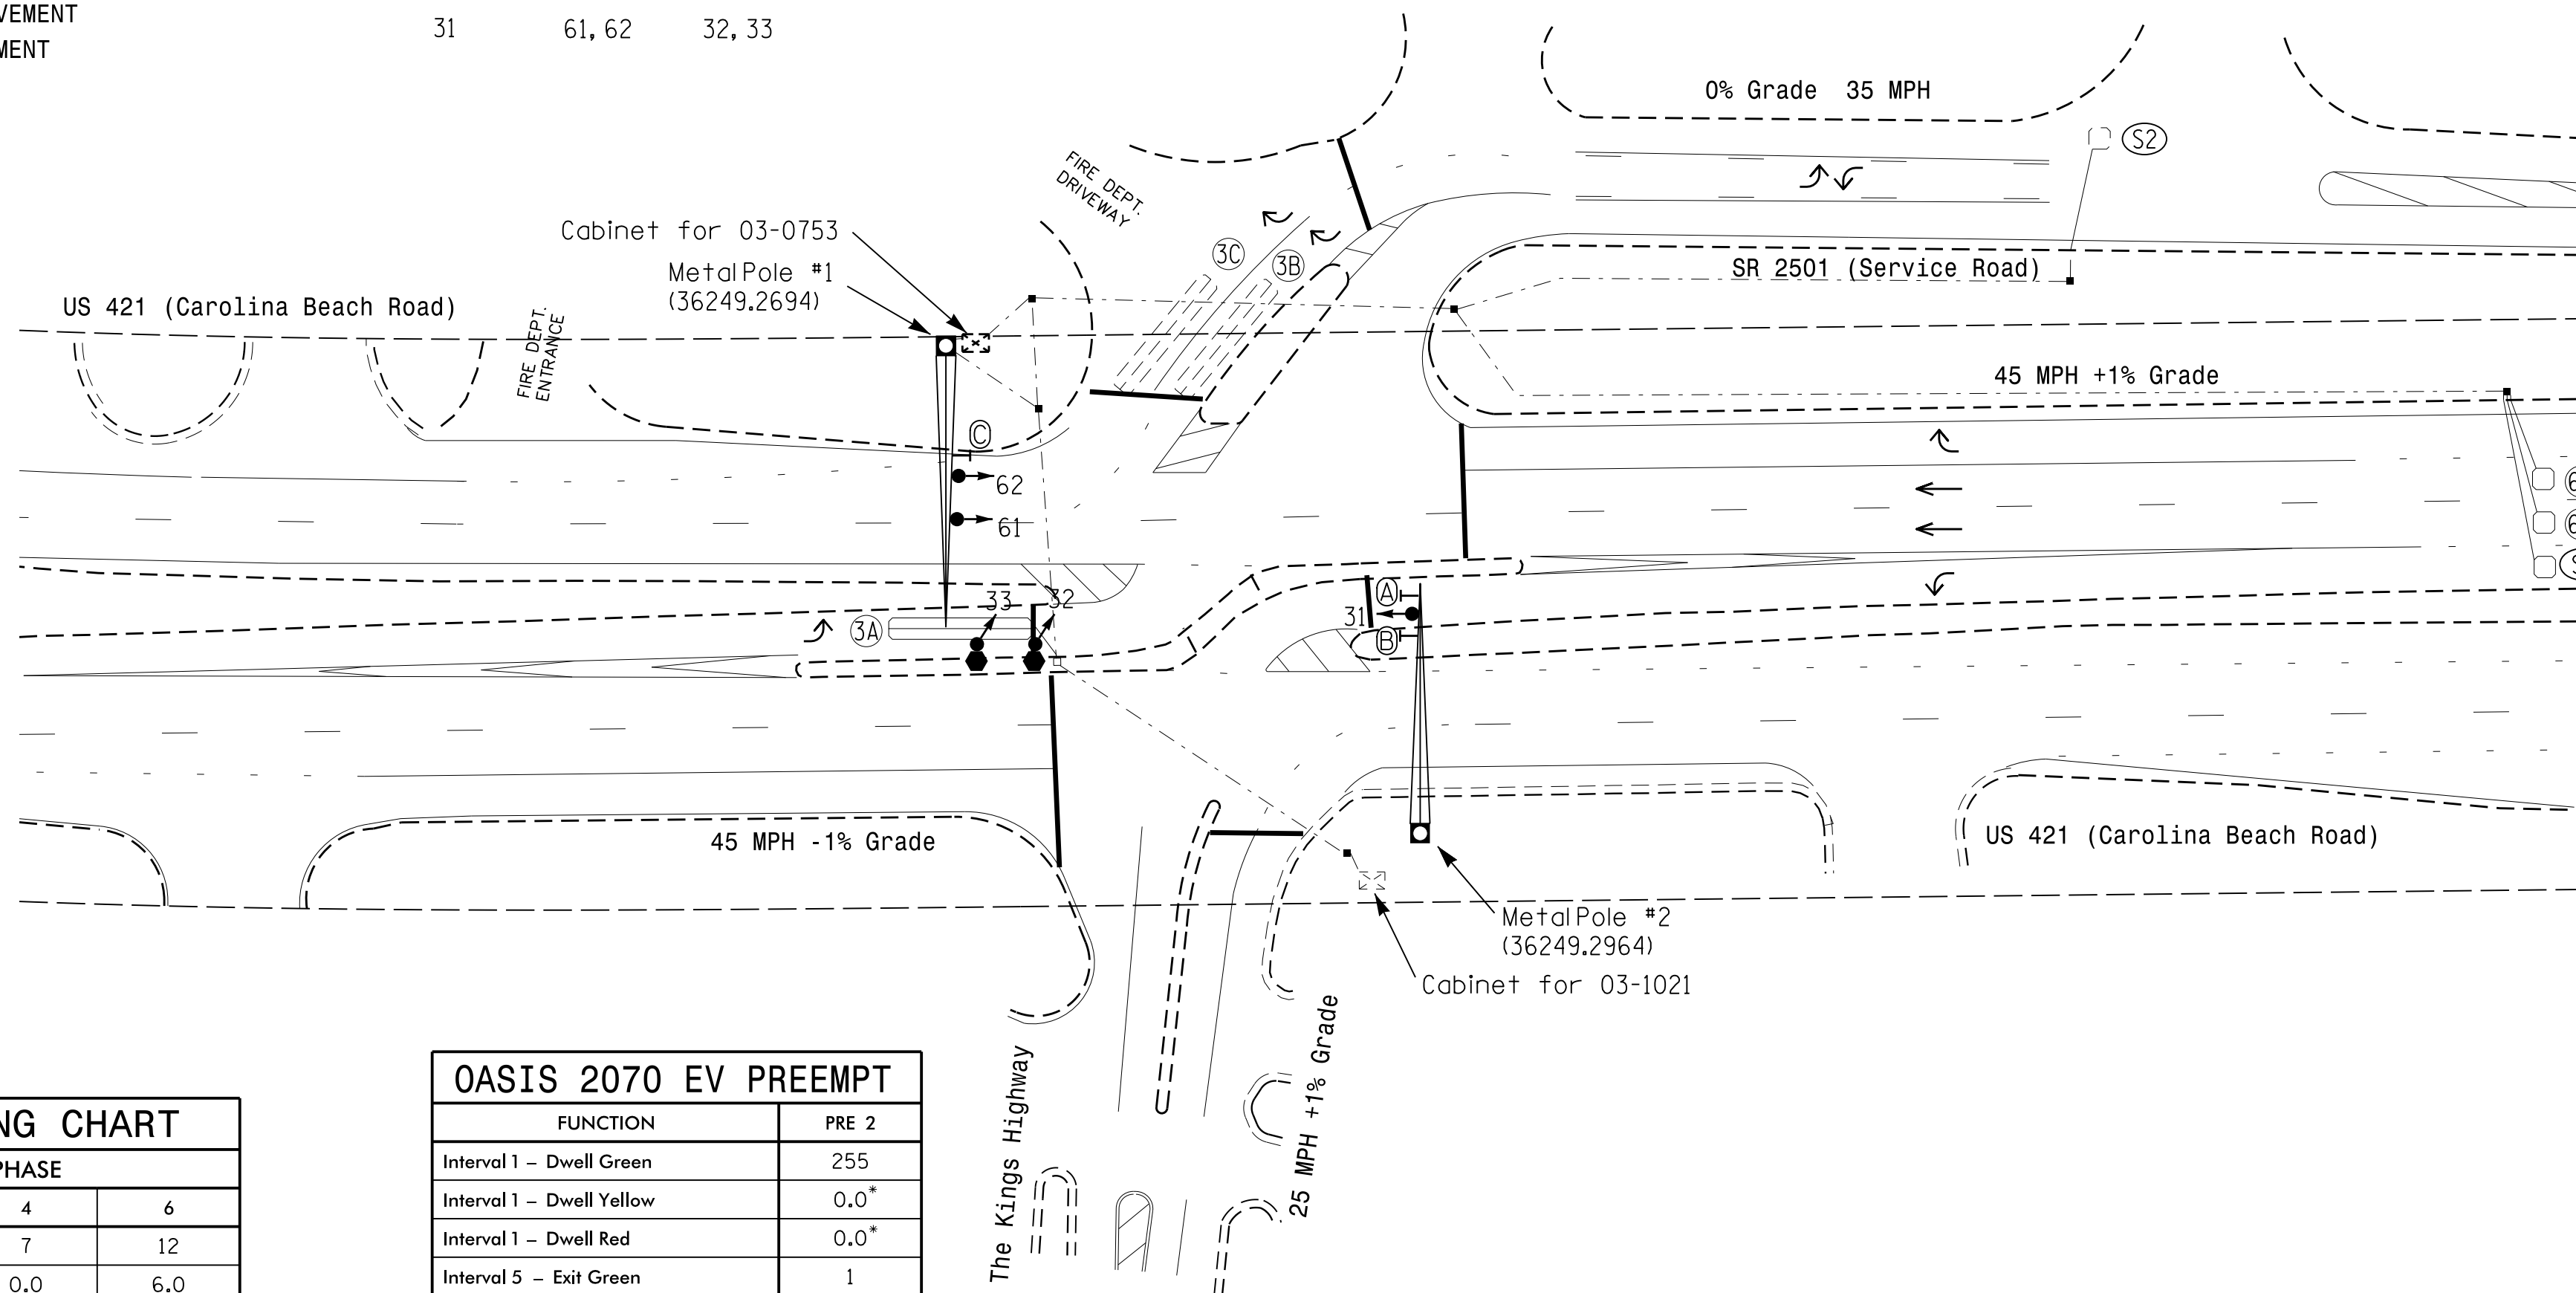 VEMENT
MENT
31 61,62 32,33
0% Grade 35 MPH
S2
FIRE DEPT.
DRIVEWAY
Cabinet for 03-0753
Metal Pole #1
(36249.2694)
3C
3B
SR 2501 (Service Road)
US 421 (Carolina Beach Road)
FIRE DEPT.
ENTRANCE
45 MPH +1% Grade
C
62
61
6
6
S
33
32
3A
A
31
B
45 MPH -1% Grade
US 421 (Carolina Beach Road)
Metal Pole #2
(36249.2964)
Cabinet for 03-1021
The Kings Highway
25 MPH +1% Grade
NG CHART
PHASE
4 6
7 12
0.0 6.0
OASIS 2070 EV PREEMPT
FUNCTION PRE 2
Interval 1 – Dwell Green 255
Interval 1 – Dwell Yellow 0.0*
Interval 1 – Dwell Red 0.0*
Interval 5 – Exit Green 1